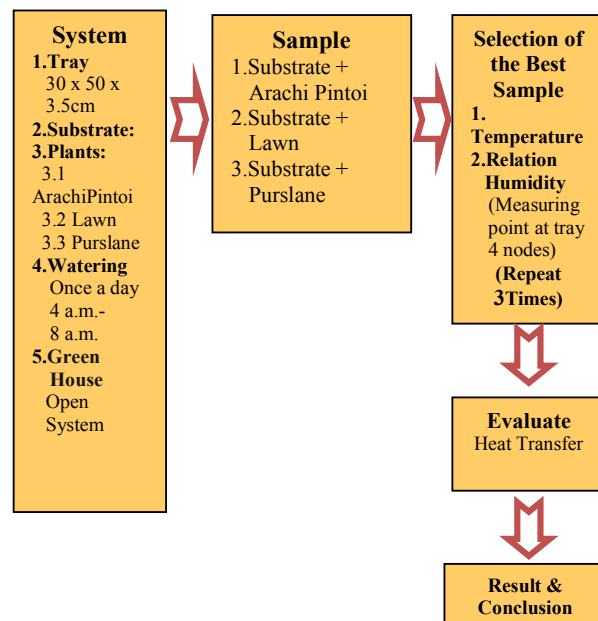 System
1.Tray
30 x 50 x
3.5cm
2.Substrate:
3.Plants:
3.1
ArachiPintoi
3.2 Lawn
3.3 Purslane
4.Watering
Once a day
4 a.m.-
8 a.m.
5.Green
House
Open
System
Sample
1.Substrate +
Arachi Pintoi
2.Substrate +
Lawn
3.Substrate +
Purslane
Selection of
the Best
Sample
1.
Temperature
2.Relation
Humidity
(Measuring
point at tray
4 nodes)
(Repeat
3Times)
Evaluate
Heat Transfer
Result &
Conclusion